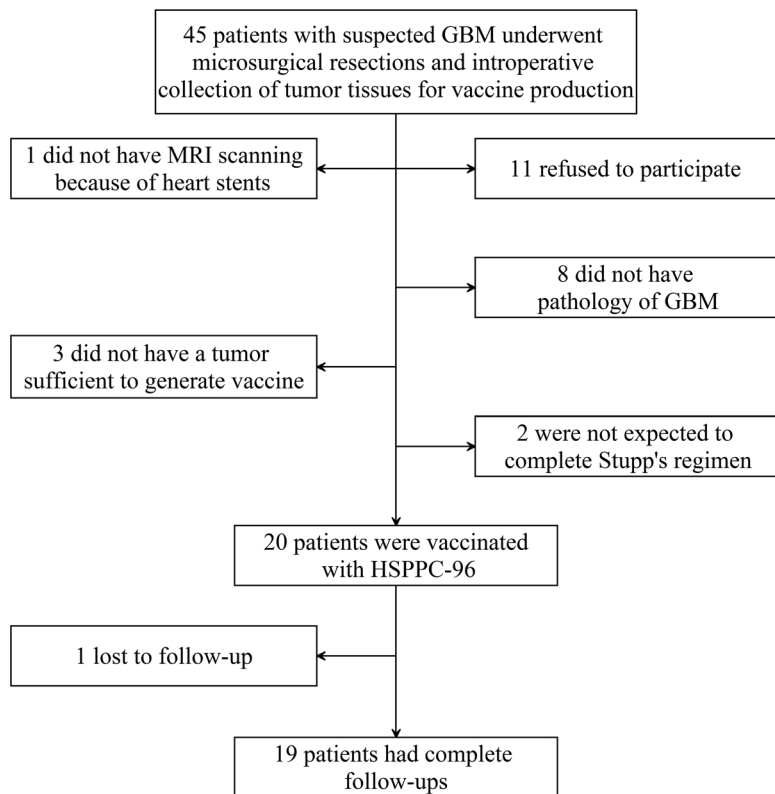 45 patients with suspected GBM underwent
microsurgical resections and introperative
collection of tumor tissues for vaccine production
1 did not have MRI scanning
because of heart stents
11 refused to participate
8 did not have
pathology of GBM
3 did not have a tumor
sufficient to generate vaccine
2 were not expected to
complete Stupp's regimen
20 patients were vaccinated
with HSPPC-96
1 lost to follow-up
19 patients had complete
follow-ups